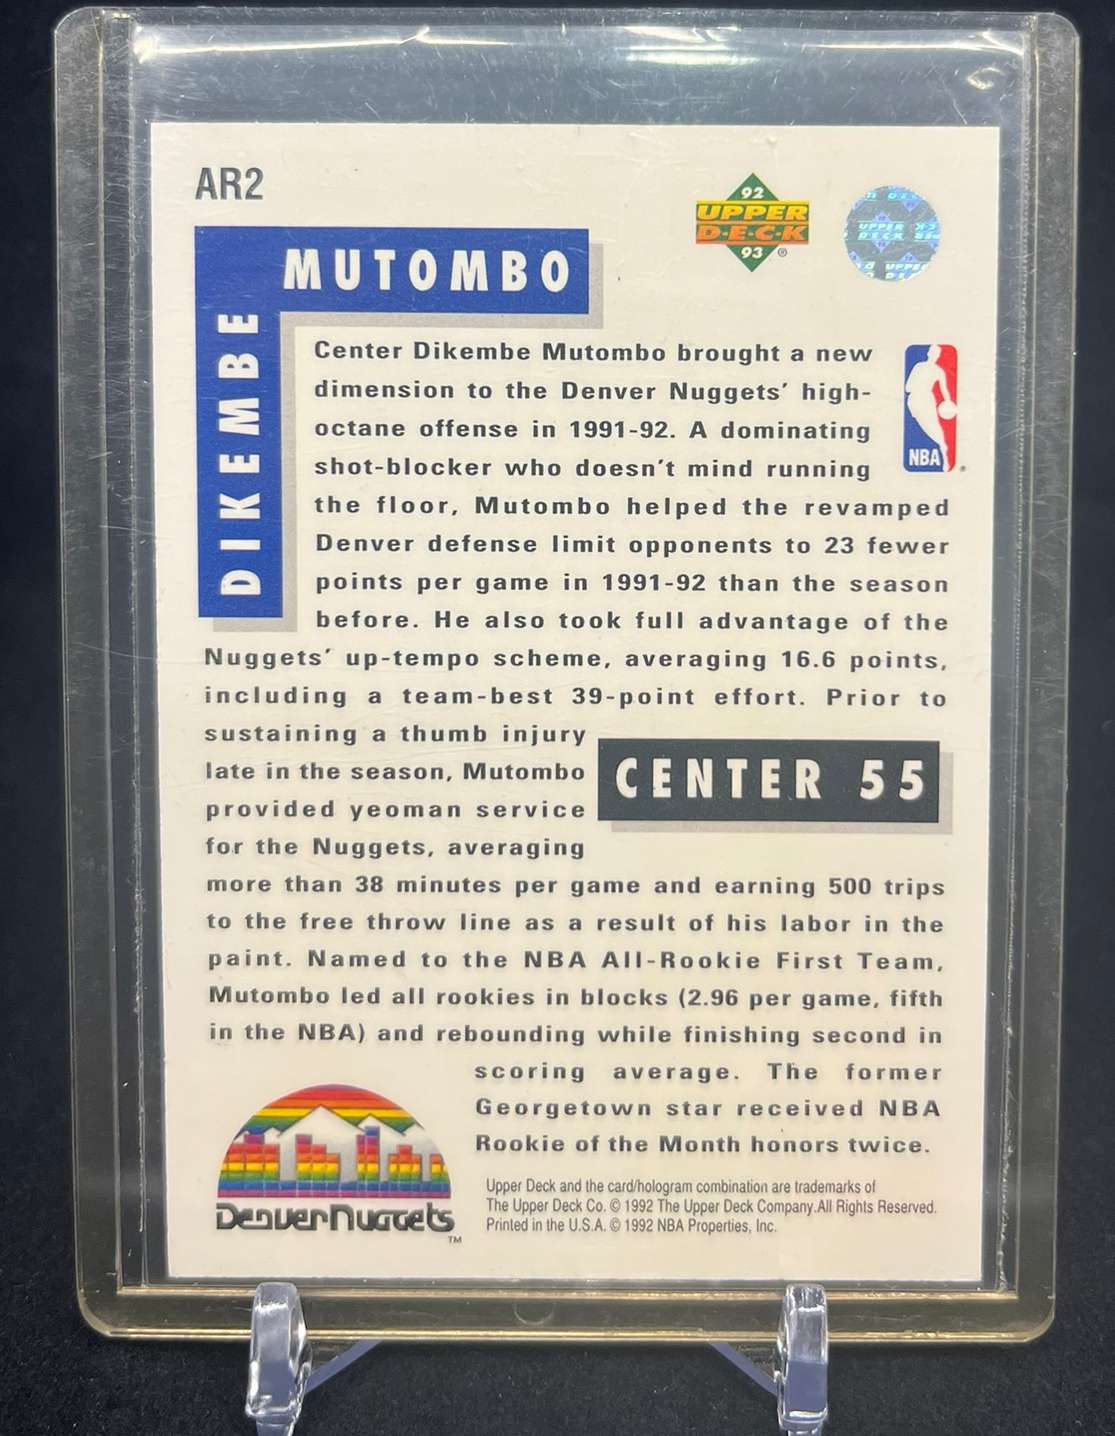 AR2
92
UPPER
D·E·C·K
93 ®
UPPER
DECK
MUTOMBO
DIKEMBE
Center Dikembe Mutombo brought a new
dimension to the Denver Nuggets' high-
octane offense in 1991-92. A dominating
shot-blocker who doesn't mind running
the floor, Mutombo helped the revamped
Denver defense limit opponents to 23 fewer
points per game in 1991-92 than the season
before. He also took full advantage of the
Nuggets' up-tempo scheme, averaging 16.6 points,
including a team-best 39-point effort. Prior to
sustaining a thumb injury
late in the season, Mutombo
provided yeoman service
for the Nuggets, averaging
NBA ®
CENTER 55
more than 38 minutes per game and earning 500 trips
to the free throw line as a result of his labor in the
paint. Named to the NBA All-Rookie First Team,
Mutombo led all rookies in blocks (2.96 per game, fifth
in the NBA) and rebounding while finishing second in
scoring average. The former
Georgetown star received NBA
Rookie of the Month honors twice.
Denver Nuggets
TM
Upper Deck and the card/hologram combination are trademarks of
The Upper Deck Co. © 1992 The Upper Deck Company. All Rights Reserved.
Printed in the U.S.A. © 1992 NBA Properties, Inc.